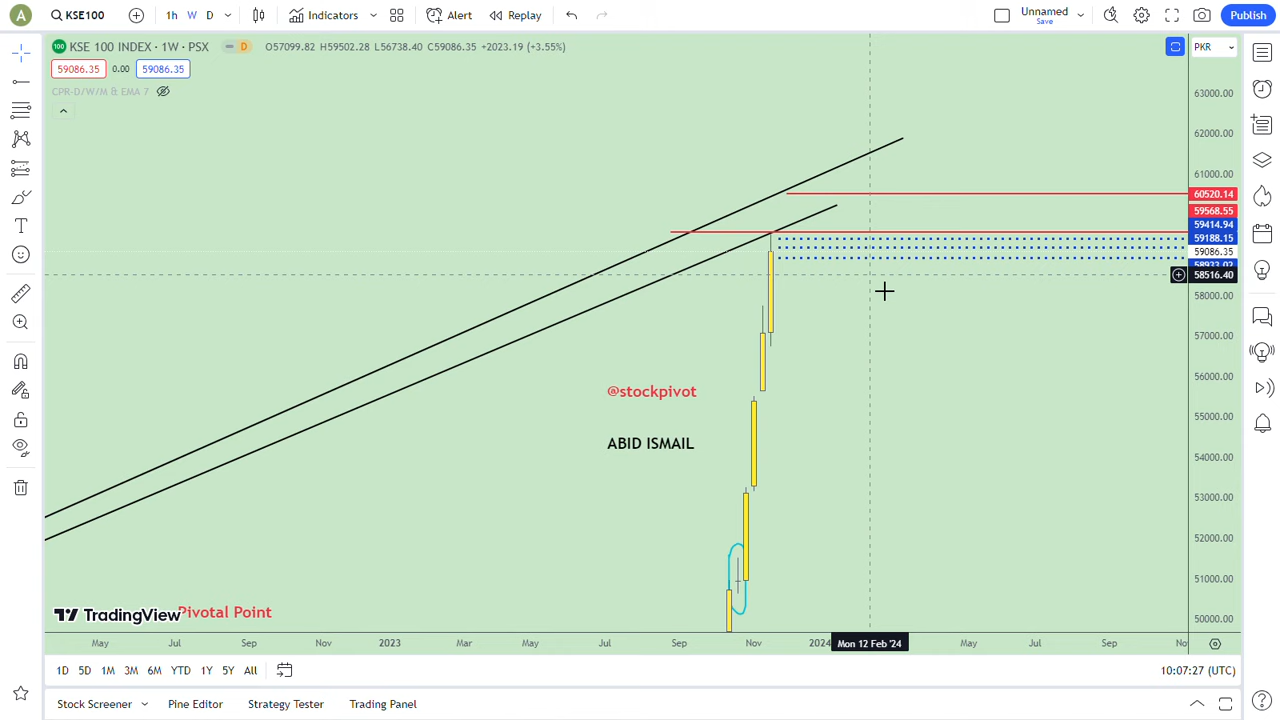 A KSE100 1h W D Indicators Alert Replay Unnamed Save Publish
100 KSE 100 INDEX · 1W · PSX D O57099.82 H59502.28 L56738.40 C59086.35 +2023.19 (+3.55%) PKR
59086.35 0.00 59086.35
CPR-D/W/M & EMA 7
63000.00
62000.00
61000.00
60520.14
59568.55
59414.94
59188.15
59086.35
58516.40
58000.00
57000.00
@stockpivot
56000.00
55000.00
ABID ISMAIL
54000.00
53000.00
52000.00
51000.00
TradingView Pivotal Point
50000.00
May Jul Sep Nov 2023 Mar May Jul Sep Nov 2024 Mon 12 Feb '24 May Jul Sep
1D 5D 1M 3M 6M YTD 1Y 5Y All 10:07:27 (UTC)
Stock Screener Pine Editor Strategy Tester Trading Panel